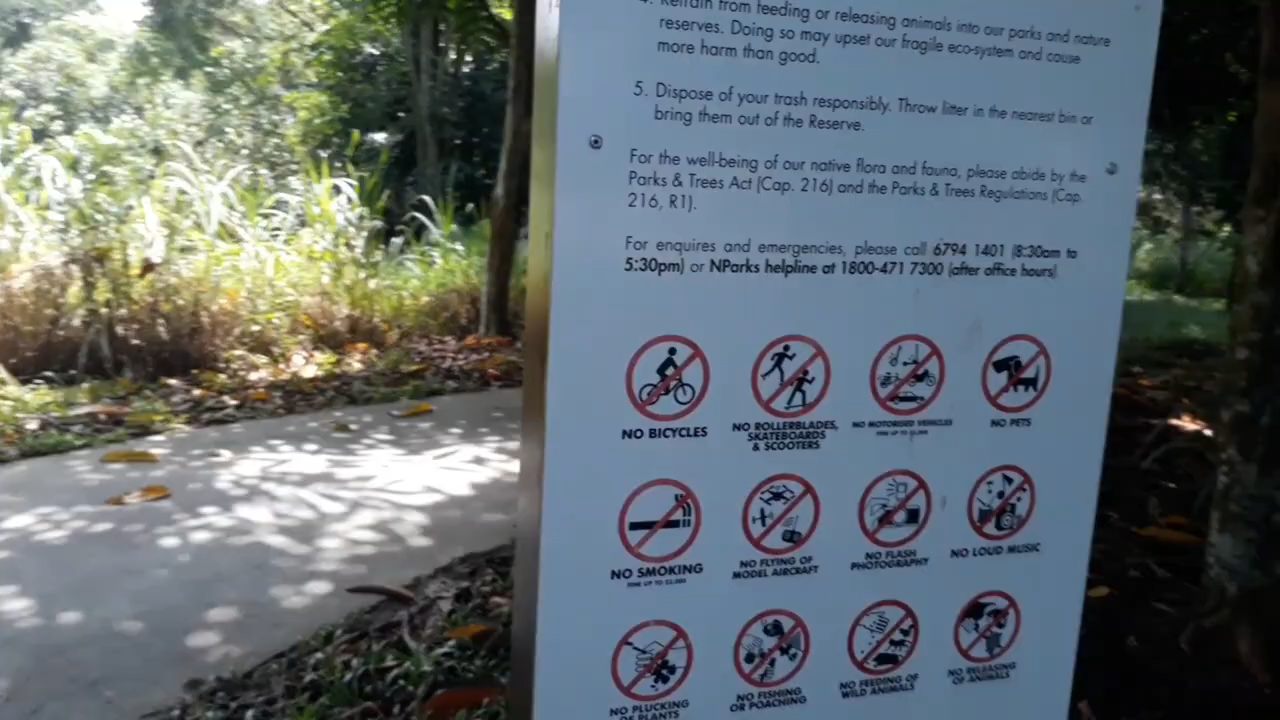 4. Refrain from feeding or releasing animals into our parks and nature
reserves. Doing so may upset our fragile eco-system and cause
more harm than good.
5. Dispose of your trash responsibly. Throw litter in the nearest bin or
bring them out of the Reserve.
For the well-being of our native flora and fauna, please abide by the
Parks & Trees Act (Cap. 216) and the Parks & Trees Regulations (Cap.
216, R1).
For enquires and emergencies, please call 6794 1401 (8:30am to
5:30pm) or NParks helpline at 1800-471 7300 (after office hours)
NO BICYCLES
NO ROLLERBLADES,
SKATEBOARDS
& SCOOTERS
NO MOTORISED VEHICLES
FINE UP TO
NO PETS
NO SMOKING
FINE UP TO
NO FLYING OF
MODEL AIRCRAFT
NO FLASH
PHOTOGRAPHY
NO LOUD MUSIC
NO PLUCKING
OF PLANTS
NO FISHING
OR POACHING
NO FEEDING OF
WILD ANIMALS
NO RELEASING
OF ANIMALS